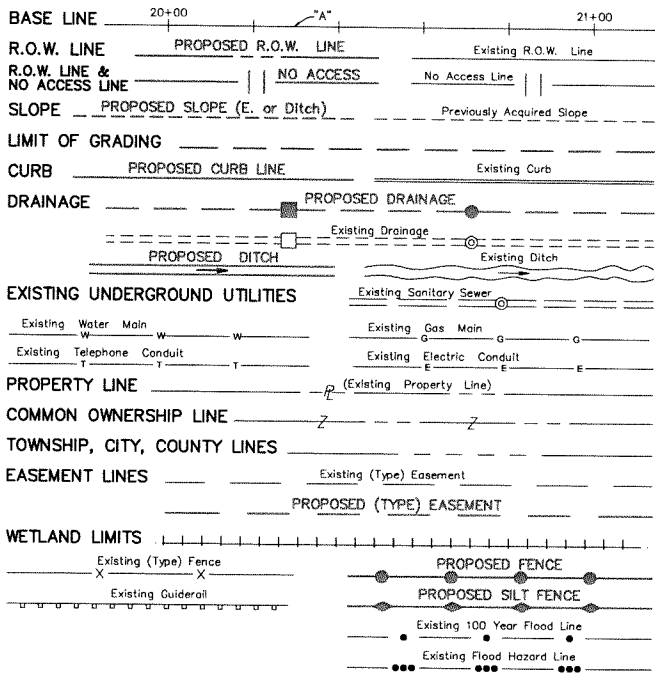 BASE LINE 20+00 "A" 21+00
R.O.W. LINE PROPOSED R.O.W. LINE Existing R.O.W. Line
R.O.W. LINE &
NO ACCESS LINE NO ACCESS No Access Line
SLOPE PROPOSED SLOPE (E. or Ditch) Previously Acquired Slope
LIMIT OF GRADING
CURB PROPOSED CURB LINE Existing Curb
DRAINAGE PROPOSED DRAINAGE
Existing Drainage
PROPOSED DITCH Existing Ditch
EXISTING UNDERGROUND UTILITIES Existing Sanitary Sewer
Existing Water Main Existing Gas Main
W W W G G G
Existing Telephone Conduit Existing Electric Conduit
T T T E E E
PROPERTY LINE PL (Existing Property Line)
COMMON OWNERSHIP LINE Z Z
TOWNSHIP, CITY, COUNTY LINES
EASEMENT LINES Existing (Type) Easement
PROPOSED (TYPE) EASEMENT
WETLAND LIMITS
Existing (Type) Fence PROPOSED FENCE
X X
Existing Guiderail PROPOSED SILT FENCE
Existing 100 Year Flood Line
Existing Flood Hazard Line